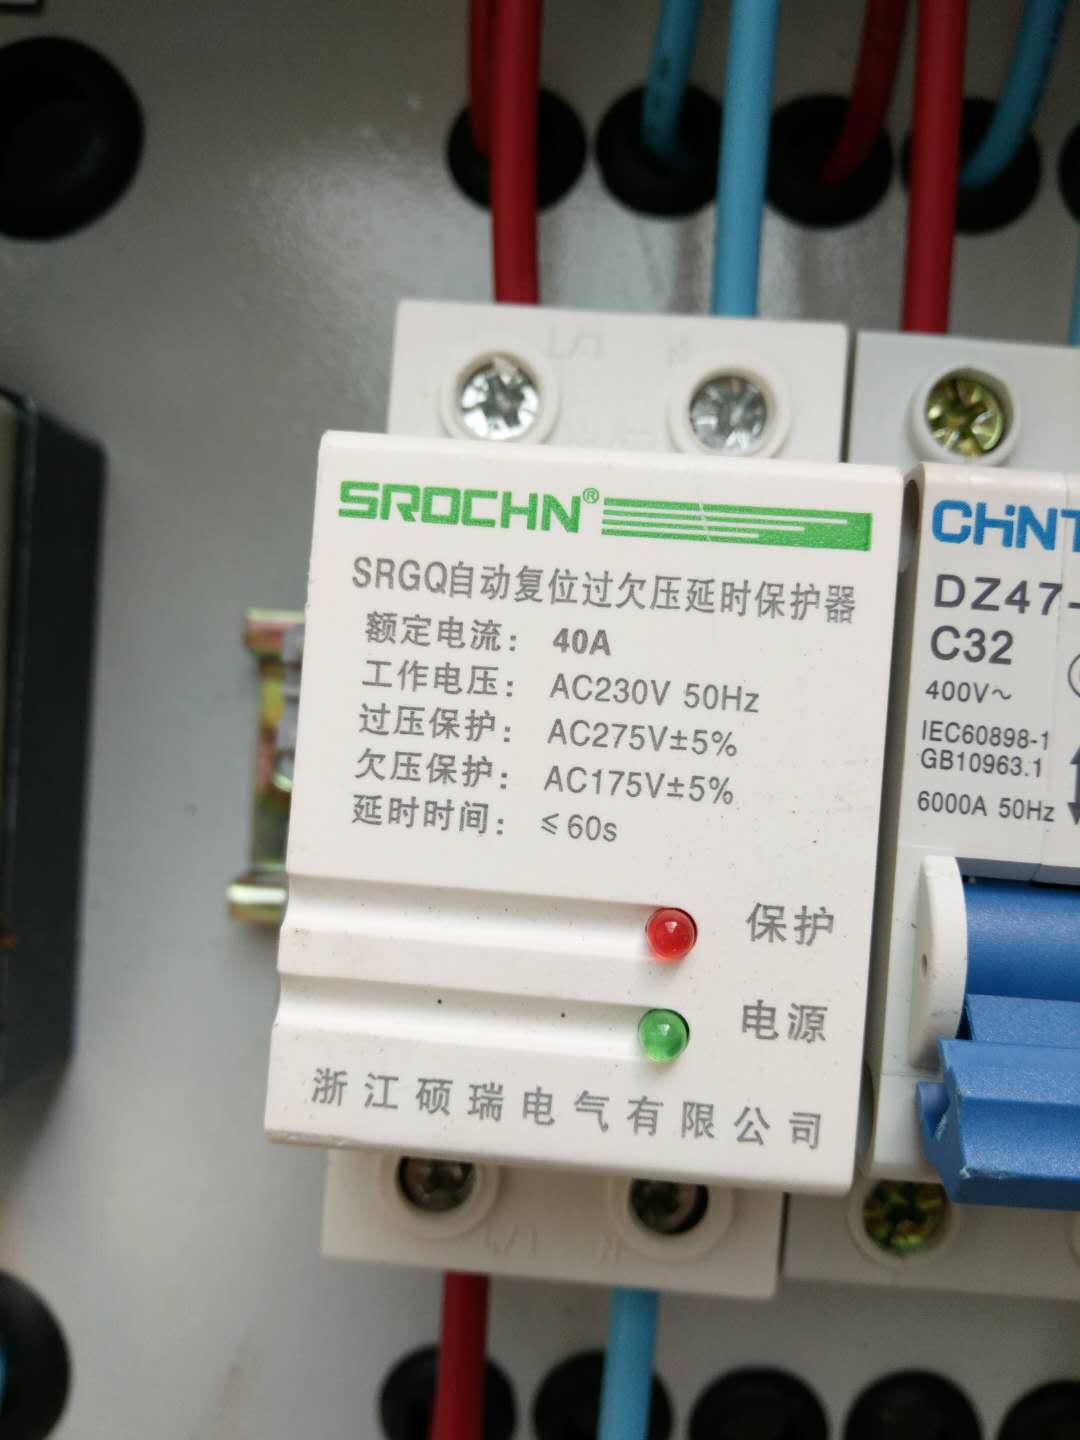 SROCHN®
SRGQ自动复位过欠压延时保护器
额定电流： 40A
工作电压： AC230V 50Hz
过压保护： AC275V±5%
欠压保护： AC175V±5%
延时时间： ≤60s
保护
电源
浙江硕瑞电气有限公司
CHNT
DZ47-
C32
400V～
IEC60898-1
GB10963.1
6000A 50Hz
N
N